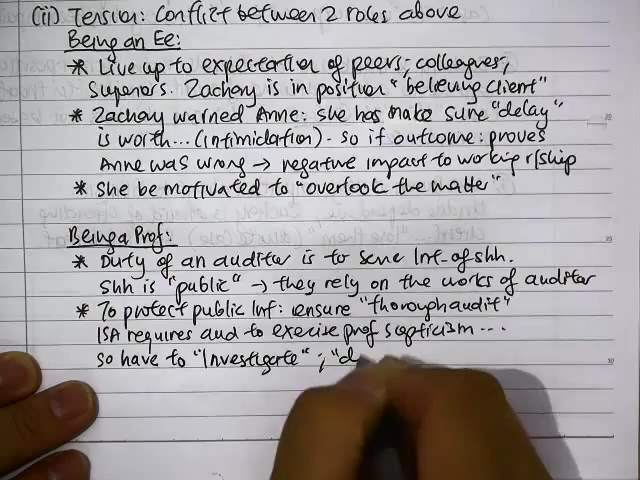 (ii) Tension: Conflict between 2 roles above
Being an Ee:
* Live up to expectation of peers; colleagues;
Superiors. Zachary is in position "believing client"
* Zachary warned Anne: she has make sure "delay"
is worth... (intimidation). so if outcome: proves
Anne was wrong → negative impact to working r/ship
* She be motivated to "overlook the matter"
Being a Prof:
* Duty of an auditor is to serve Int-of-shh.
Shh is "public" → they rely on the works of auditor
* To protect public Int: ensure "thorough audit"
ISA requires aud to exercise prof scepticism ...
so have to "Investigate"; "d